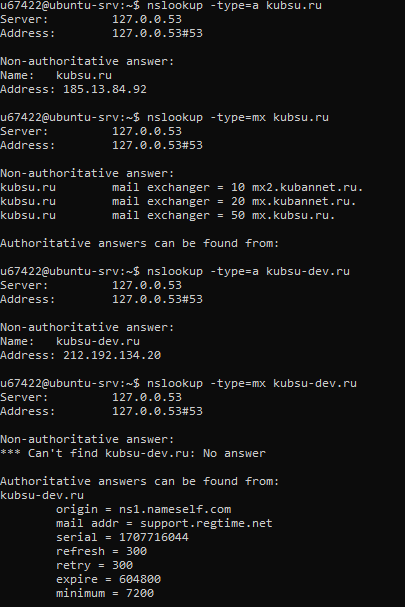 u67422@ubuntu-srv:~$ nslookup -type=a kubsu.ru
Server:         127.0.0.53
Address:        127.0.0.53#53

Non-authoritative answer:
Name:   kubsu.ru
Address: 185.13.84.92

u67422@ubuntu-srv:~$ nslookup -type=mx kubsu.ru
Server:         127.0.0.53
Address:        127.0.0.53#53

Non-authoritative answer:
kubsu.ru        mail exchanger = 10 mx2.kubannet.ru.
kubsu.ru        mail exchanger = 20 mx.kubannet.ru.
kubsu.ru        mail exchanger = 50 mx.kubsu.ru.

Authoritative answers can be found from:

u67422@ubuntu-srv:~$ nslookup -type=a kubsu-dev.ru
Server:         127.0.0.53
Address:        127.0.0.53#53

Non-authoritative answer:
Name:   kubsu-dev.ru
Address: 212.192.134.20

u67422@ubuntu-srv:~$ nslookup -type=mx kubsu-dev.ru
Server:         127.0.0.53
Address:        127.0.0.53#53

Non-authoritative answer:
*** Can't find kubsu-dev.ru: No answer

Authoritative answers can be found from:
kubsu-dev.ru
        origin = ns1.nameself.com
        mail addr = support.regtime.net
        serial = 1707716044
        refresh = 300
        retry = 300
        expire = 604800
        minimum = 7200